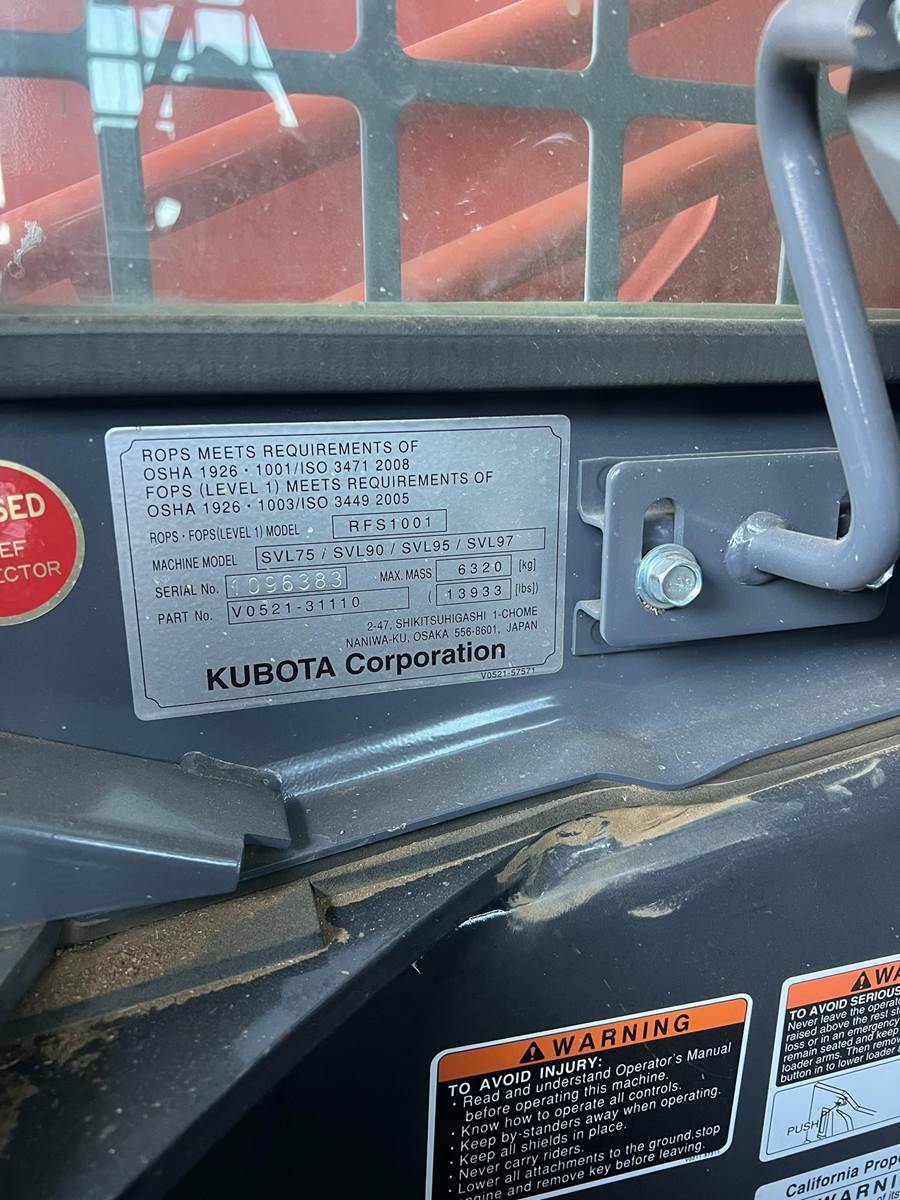 ROPS MEETS REQUIREMENTS OF
OSHA 1926・1001/ISO 3471 2008
FOPS (LEVEL 1) MEETS REQUIREMENTS OF
OSHA 1926・1003/ISO 3449 2005
ROPS・FOPS(LEVEL 1) MODEL RFS1001
MACHINE MODEL SVL75 / SVL90 / SVL95 / SVL97
SERIAL No. 1096383 MAX. MASS 6320 [kg]
PART No. V0521-31110 ( 13933 [lbs])
2-47, SHIKITSUHIGASHI 1-CHOME
NANIWA-KU, OSAKA 556-8601, JAPAN
KUBOTA Corporation
V0521-57571
SED
EF
ECTOR
WARNING
TO AVOID INJURY:
· Read and understand Operator's Manual
before operating this machine.
· Know how to operate all controls.
· Keep by-standers away when operating.
· Keep all shields in place.
· Never carry riders.
· Lower all attachments to the ground,stop
engine and remove key before leaving.
WA
TO AVOID SERIOUS
Never leave the operat
raised above the rest st
loss or in an emergency
remain seated and keep
loader arms. Then remov
button in to lower loader a
PUSH
California Prop
WARNI